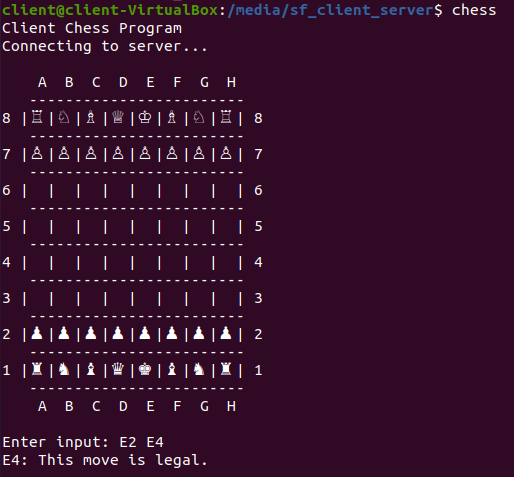 client@client-VirtualBox:/media/sf_client_server$ chess
Client Chess Program
Connecting to server...
A B C D E F G H
------------------------
8 |♖|♘|♗|♕|♔|♗|♘|♖| 8
------------------------
7 |♙|♙|♙|♙|♙|♙|♙|♙| 7
------------------------
6 | | | | | | | | | 6
------------------------
5 | | | | | | | | | 5
------------------------
4 | | | | | | | | | 4
------------------------
3 | | | | | | | | | 3
------------------------
2 |♟|♟|♟|♟|♟|♟|♟|♟| 2
------------------------
1 |♜|♞|♝|♛|♚|♝|♞|♜| 1
------------------------
A B C D E F G H
Enter input: E2 E4
E4: This move is legal.